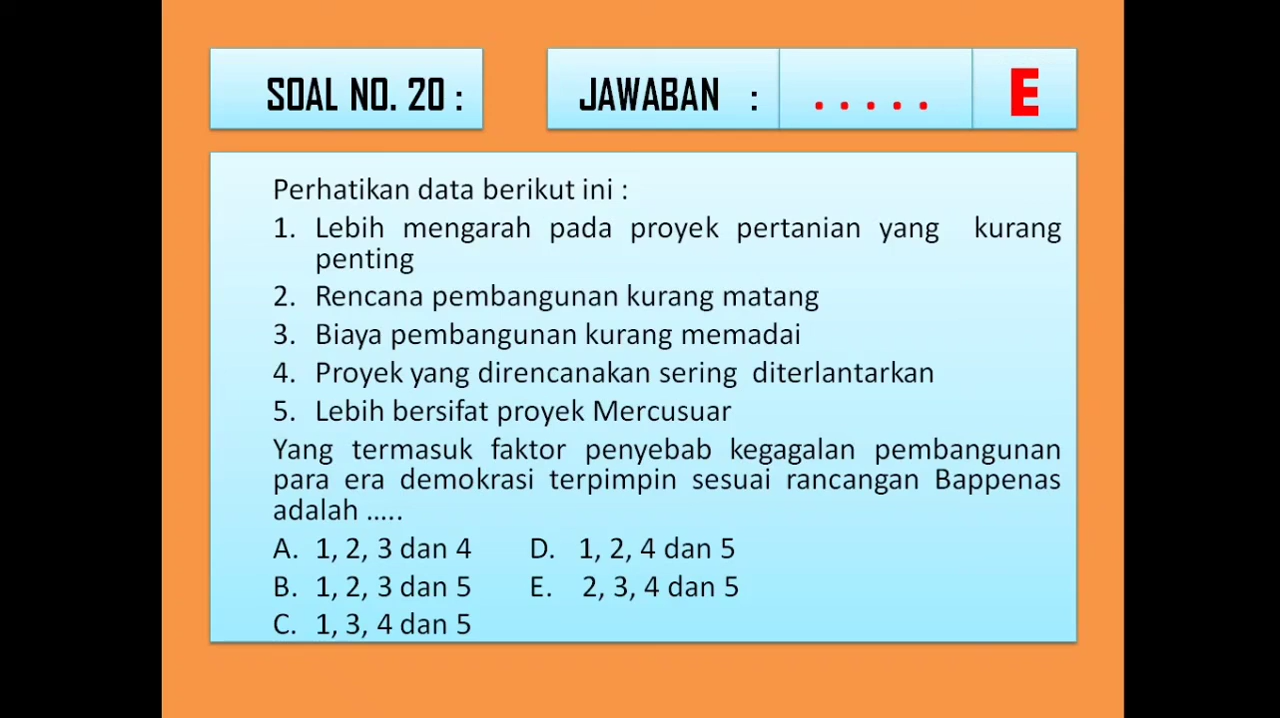 SOAL NO. 20 :
JAWABAN : . . . . . E
Perhatikan data berikut ini :
1. Lebih mengarah pada proyek pertanian yang kurang
penting
2. Rencana pembangunan kurang matang
3. Biaya pembangunan kurang memadai
4. Proyek yang direncanakan sering diterlantarkan
5. Lebih bersifat proyek Mercusuar
Yang termasuk faktor penyebab kegagalan pembangunan
para era demokrasi terpimpin sesuai rancangan Bappenas
adalah .....
A. 1, 2, 3 dan 4 D. 1, 2, 4 dan 5
B. 1, 2, 3 dan 5 E. 2, 3, 4 dan 5
C. 1, 3, 4 dan 5